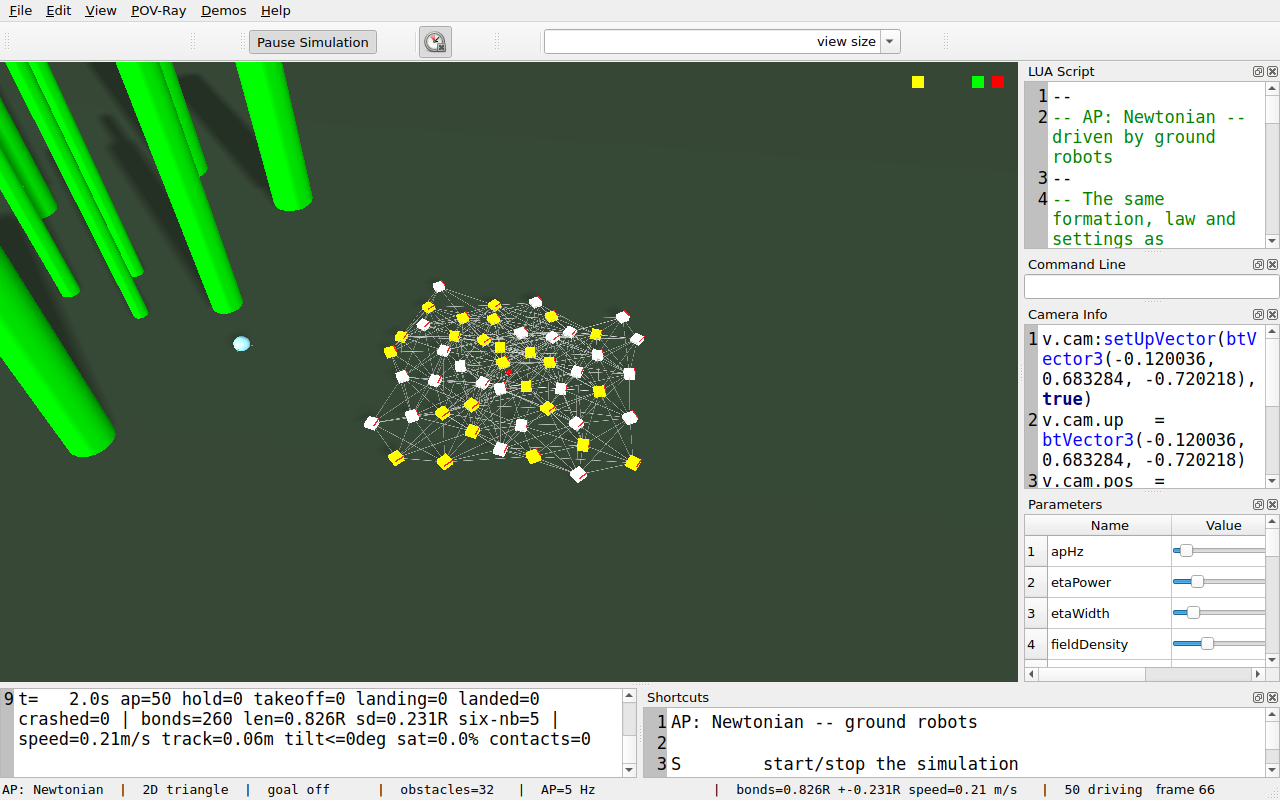 File Edit View POV-Ray Demos Help
Pause Simulation
view size
LUA Script
1 --
2 -- AP: Newtonian --
driven by ground
robots
3 --
4 -- The same
formation, law and
settings as
Command Line
Camera Info
1 v.cam:setUpVector(btV
ector3(-0.120036,
0.683284, -0.720218),
true)
2 v.cam.up   =
btVector3(-0.120036,
0.683284, -0.720218)
3 v.cam.pos  =
Parameters
Name Value
1 apHz
2 etaPower
3 etaWidth
4 fieldDensity
9 t=   2.0s ap=50 hold=0 takeoff=0 landing=0 landed=0
crashed=0 | bonds=260 len=0.826R sd=0.231R six-nb=5 |
speed=0.21m/s track=0.06m tilt<=0deg sat=0.0% contacts=0
Shortcuts
1 AP: Newtonian -- ground robots
2
3 S        start/stop the simulation
AP: Newtonian  |  2D triangle  |  goal off     |  obstacles=32   |  AP=5 Hz     |  bonds=0.826R +-0.231R speed=0.21 m/s   |  50 driving  frame 66